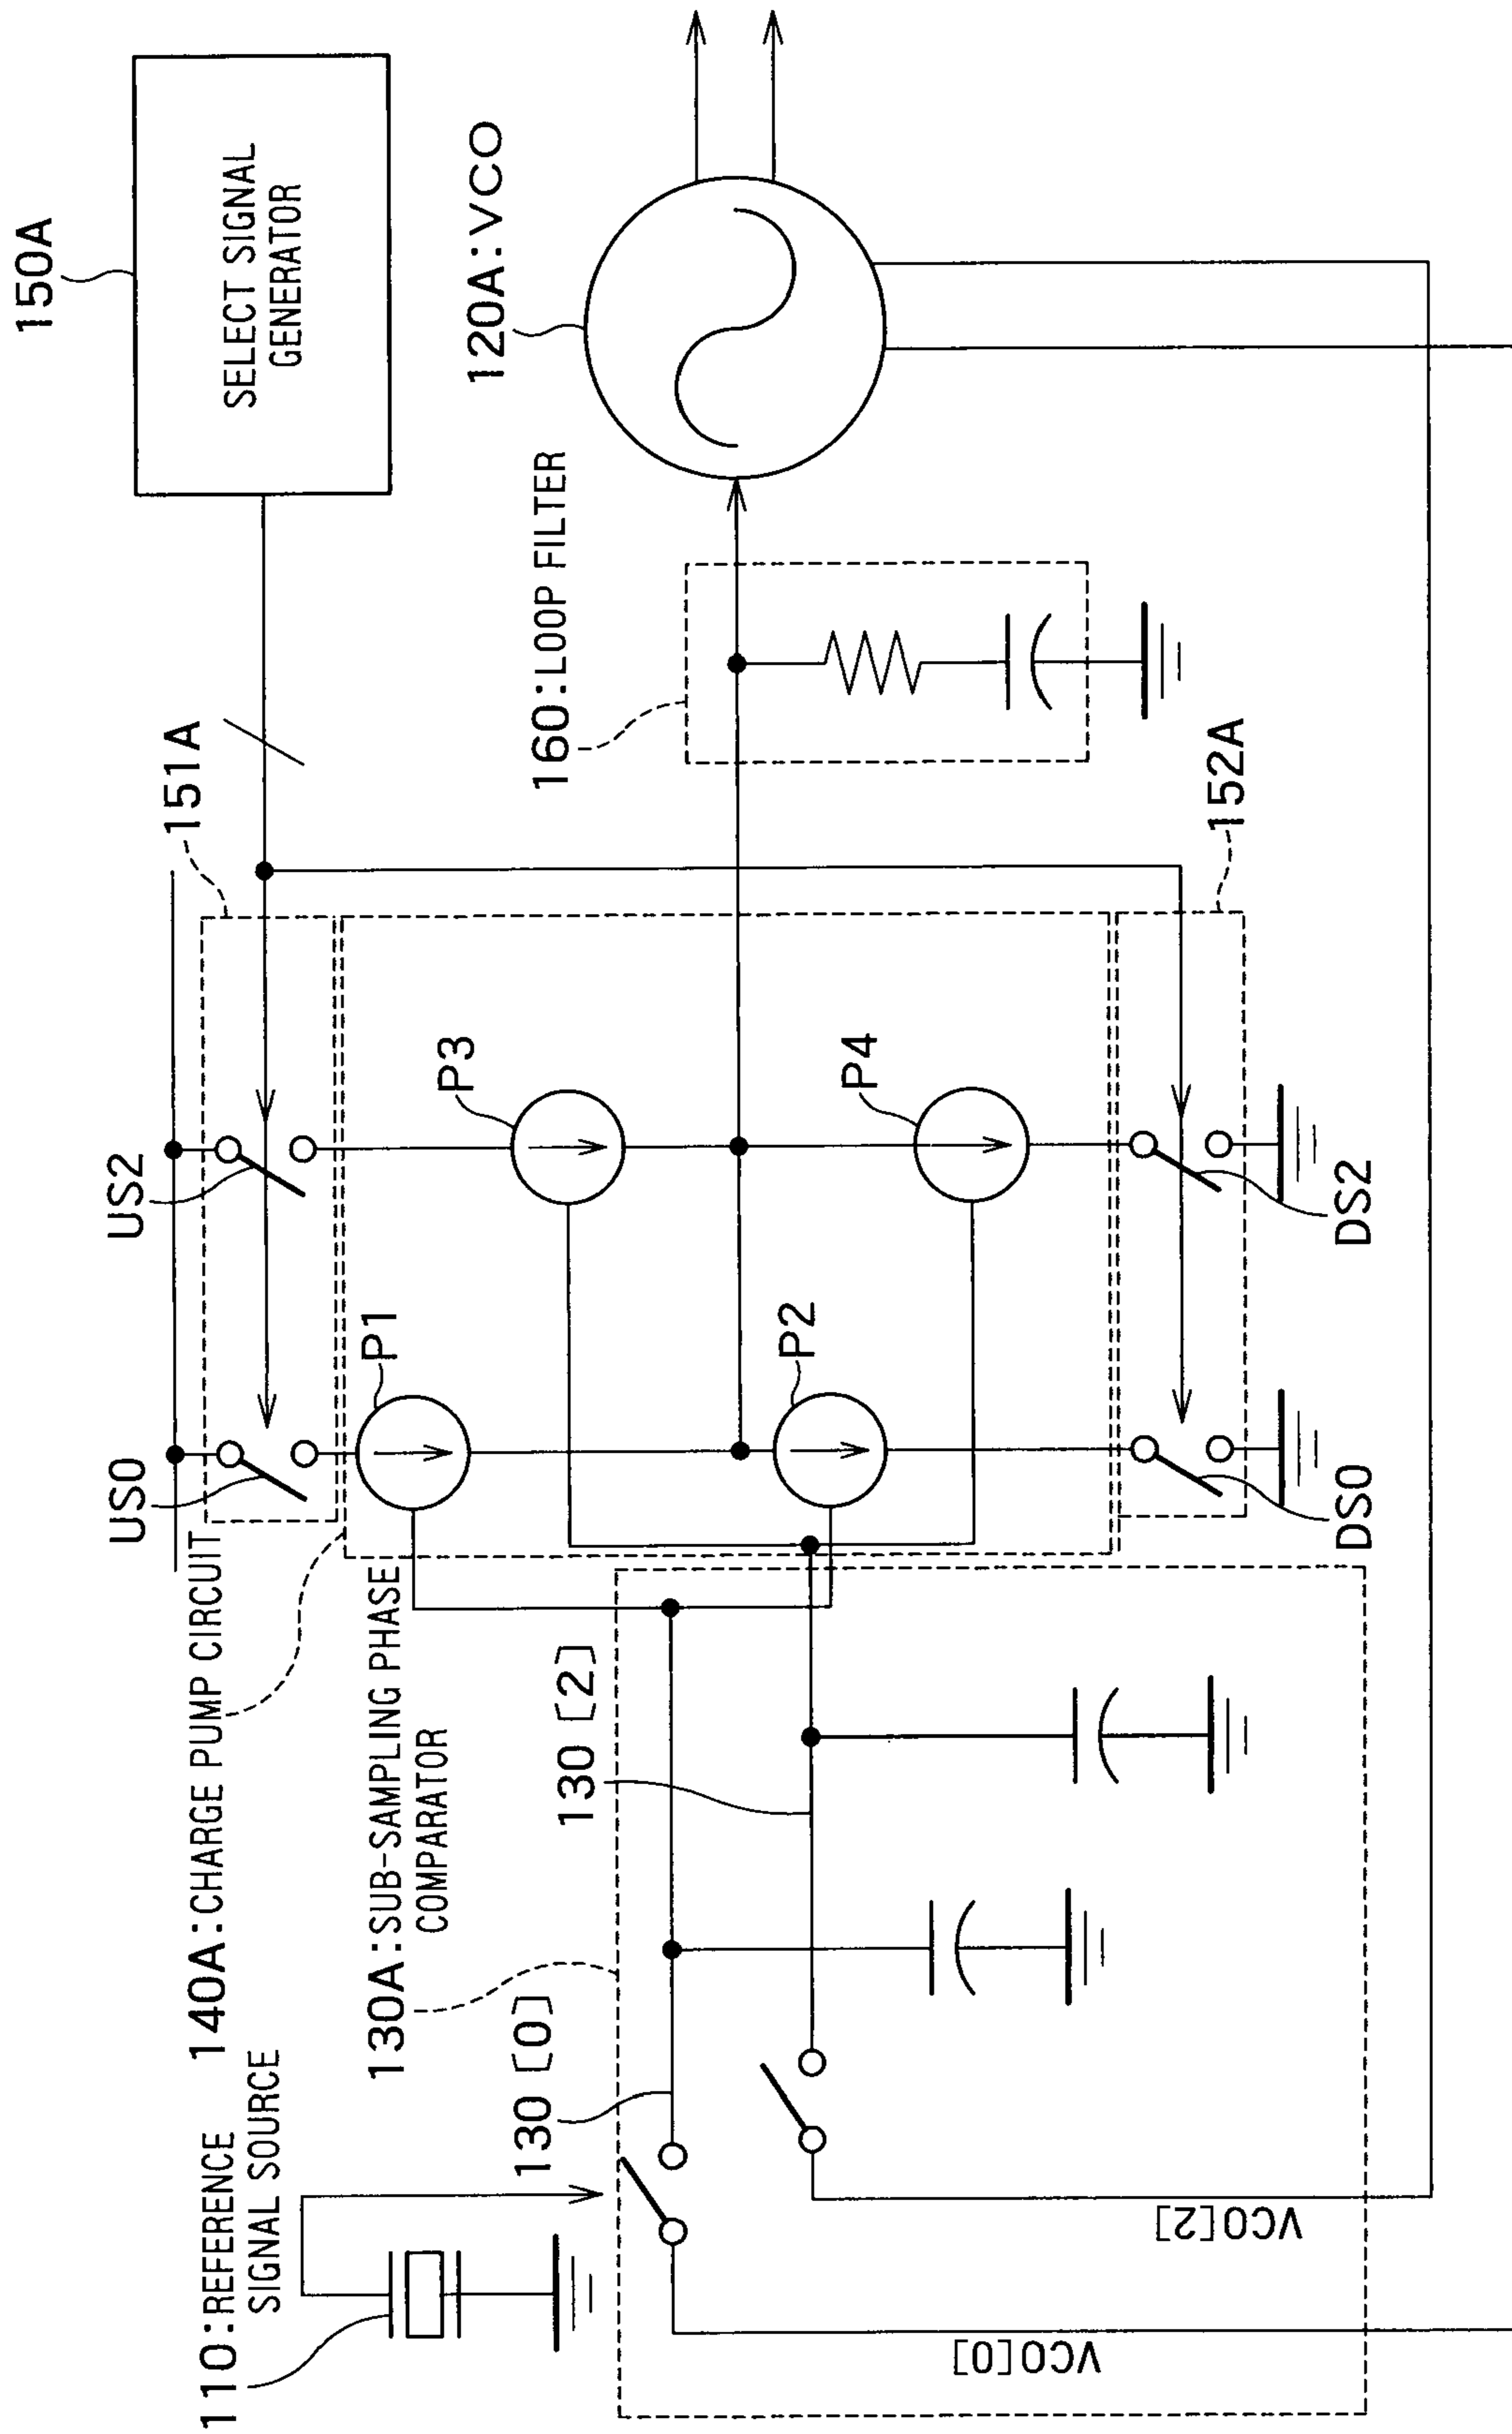 110:REFERENCE
SIGNAL SOURCE
140A:CHARGE PUMP CIRCUIT
130A:SUB-SAMPLING PHASE
COMPARATOR
130 [0]
130 [2]
VCO[0]
VCO[2]
US0
US2
P1
P2
P3
P4
DS0
DS2
151A
152A
160:LOOP FILTER
120A:VCO
150A
SELECT SIGNAL
GENERATOR